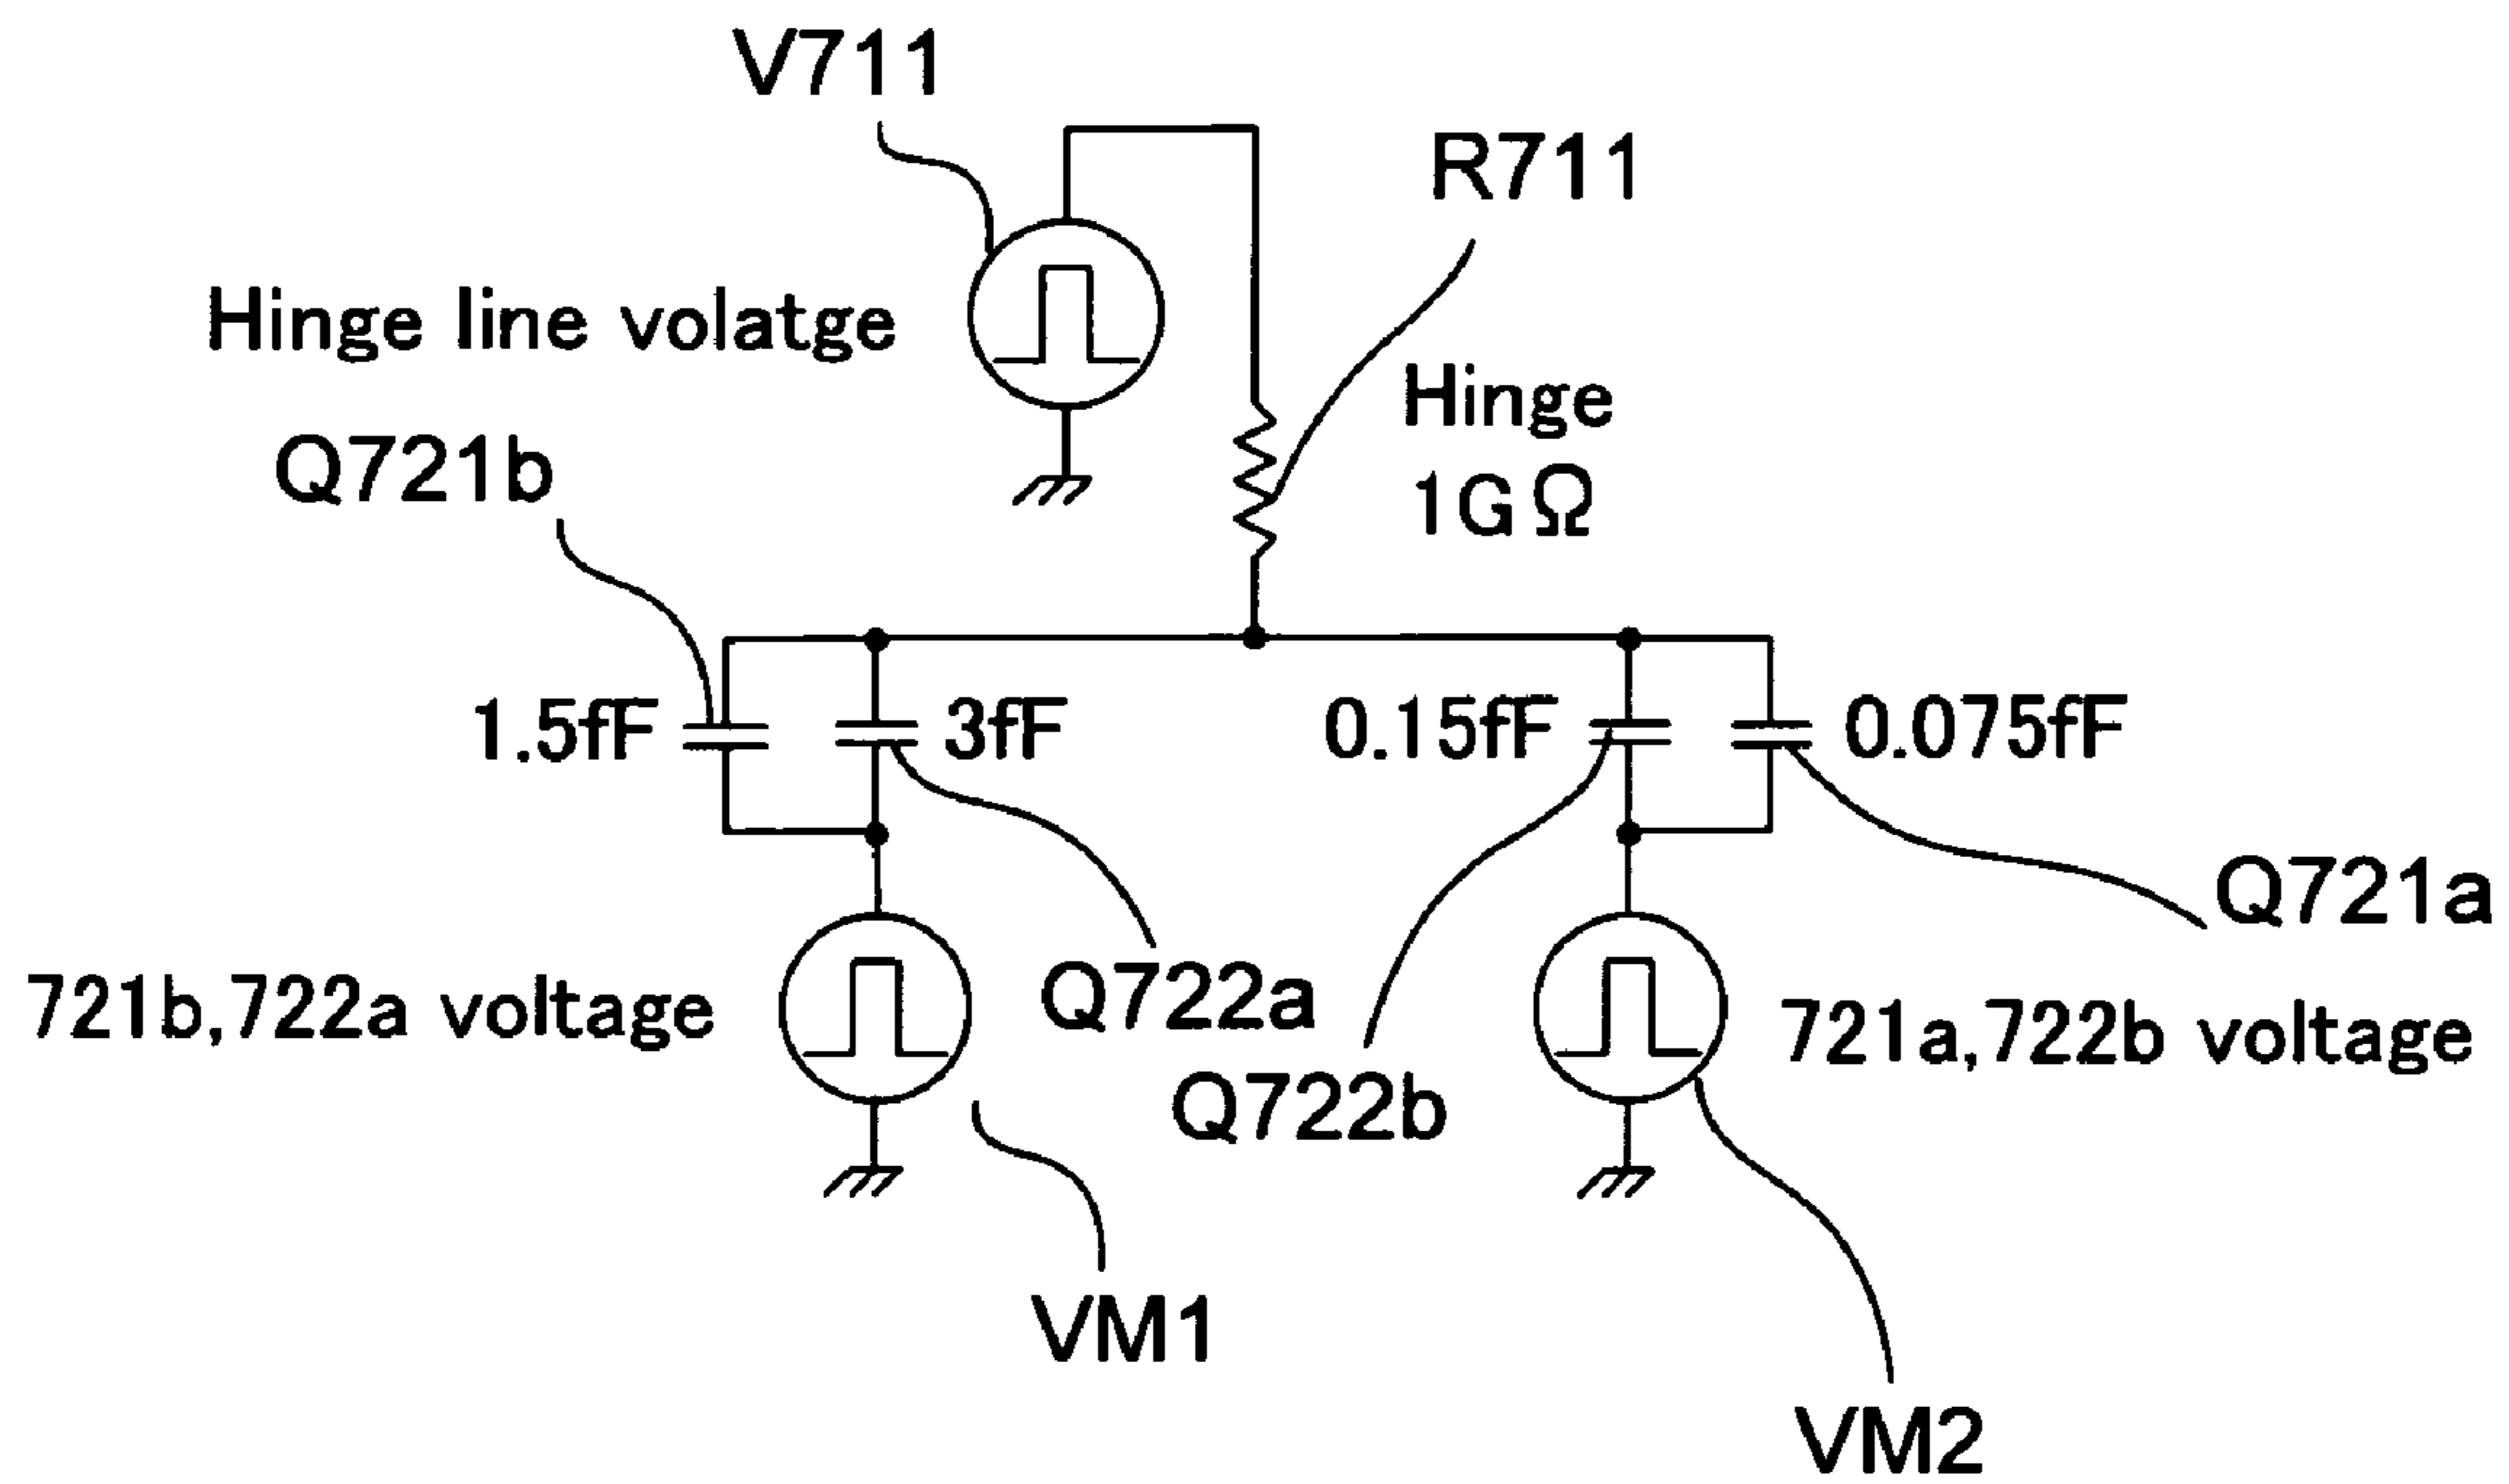 V711
R711
Hinge line volatge
Hinge
1GΩ
Q721b
1.5fF
3fF
0.15fF
0.075fF
Q721a
721b,722a voltage
Q722a
721a,722b voltage
Q722b
VM1
VM2